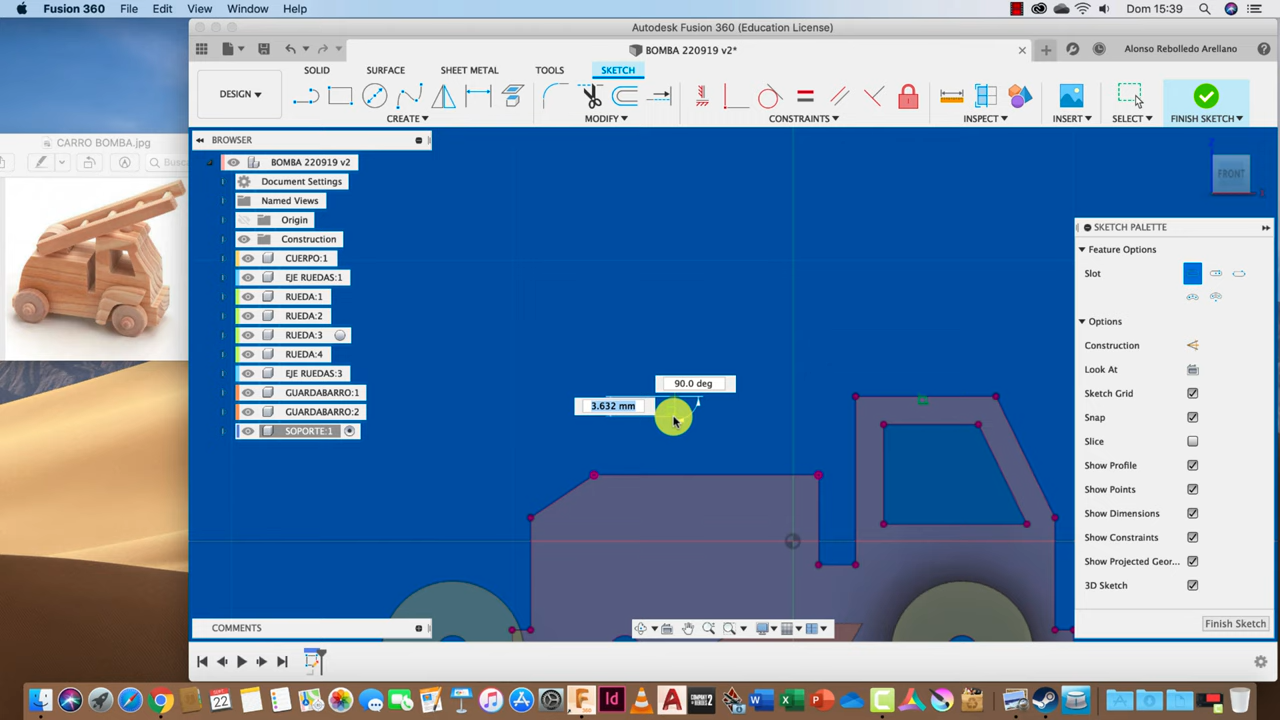 Fusion 360 File Edit View Window Help
Dom 15:39
Autodesk Fusion 360 (Education License)
BOMBA 220919 v2*
Alonso Rebolledo Arellano
SOLID SURFACE SHEET METAL TOOLS SKETCH
DESIGN
CREATE MODIFY CONSTRAINTS INSPECT INSERT SELECT FINISH SKETCH
CARRO BOMBA.jpg
Busca
BROWSER
BOMBA 220919 v2
Document Settings
Named Views
Origin
Construction
CUERPO:1
EJE RUEDAS:1
RUEDA:1
RUEDA:2
RUEDA:3
RUEDA:4
EJE RUEDAS:3
GUARDABARRO:1
GUARDABARRO:2
SOPORTE:1
90.0 deg
3.632 mm
FRONT
SKETCH PALETTE
Feature Options
Slot
Options
Construction
Look At
Sketch Grid
Snap
Slice
Show Profile
Show Points
Show Dimensions
Show Constraints
Show Projected Geor...
3D Sketch
Finish Sketch
COMMENTS